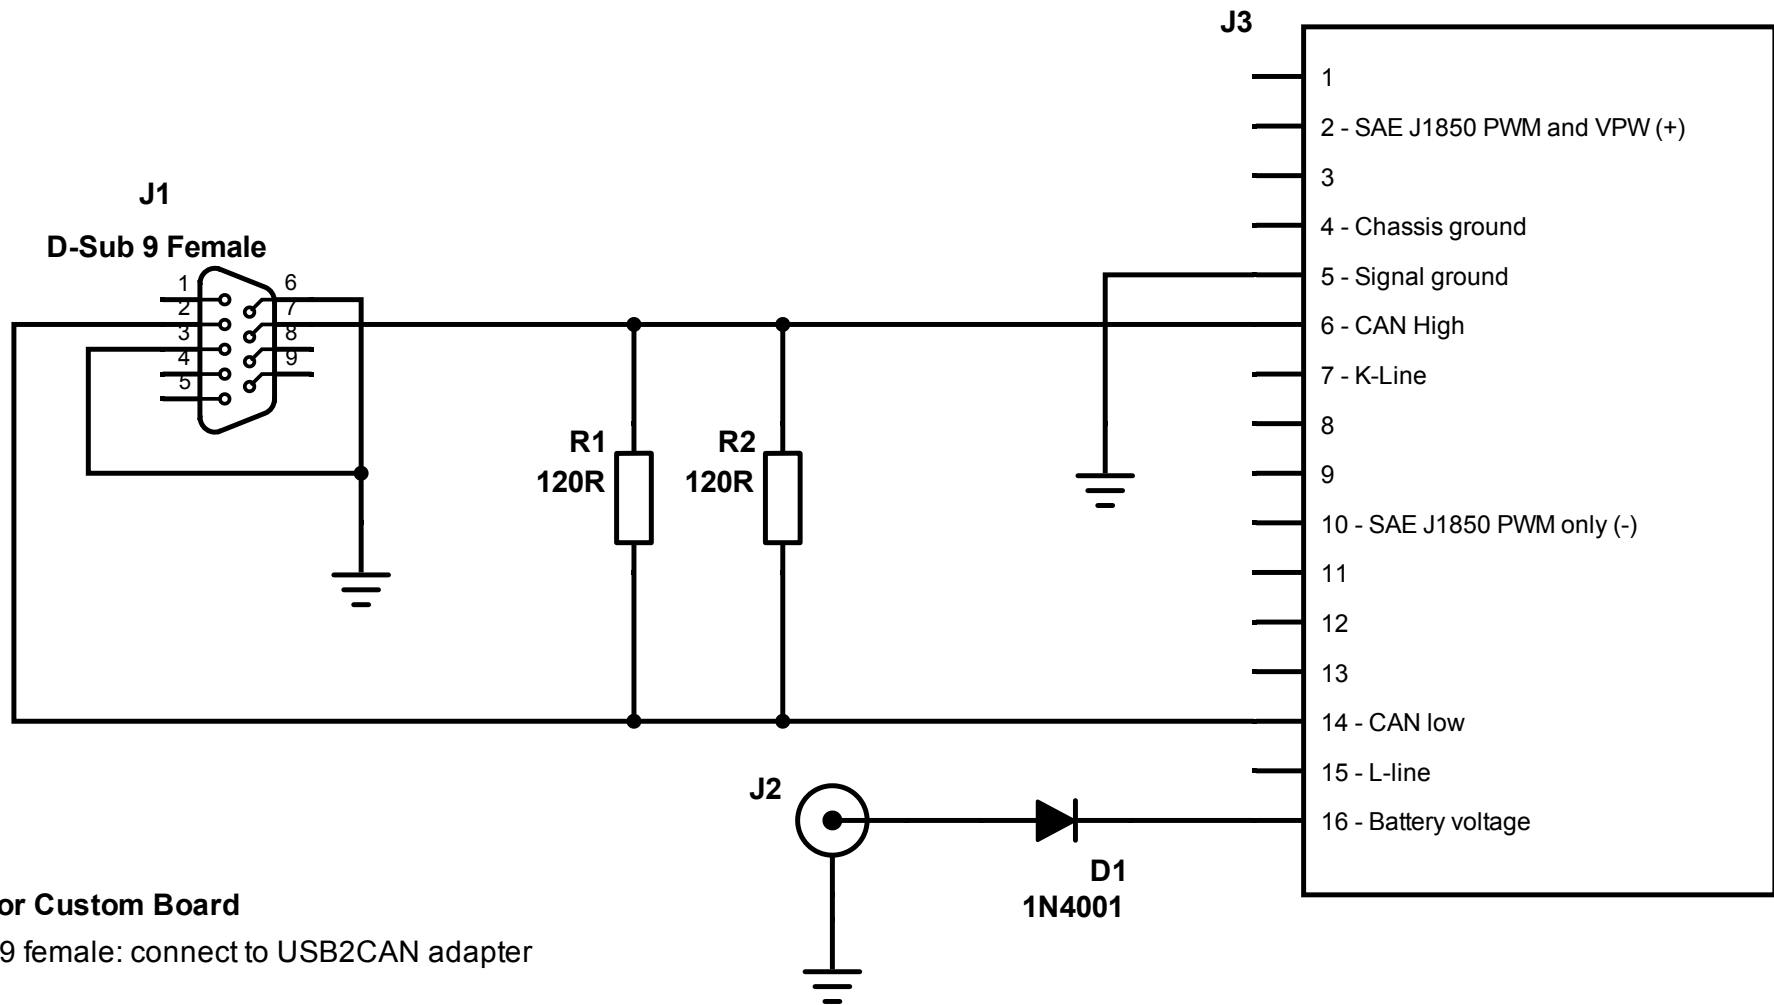 J3
1
2 - SAE J1850 PWM and VPW (+)
3
4 - Chassis ground
5 - Signal ground
6 - CAN High
7 - K-Line
8
9
10 - SAE J1850 PWM only (-)
11
12
13
14 - CAN low
15 - L-line
16 - Battery voltage
J1
D-Sub 9 Female
1
2
3
4
5
6
7
8
9
R1
120R
R2
120R
J2
D1
1N4001
or Custom Board
9 female: connect to USB2CAN adapter